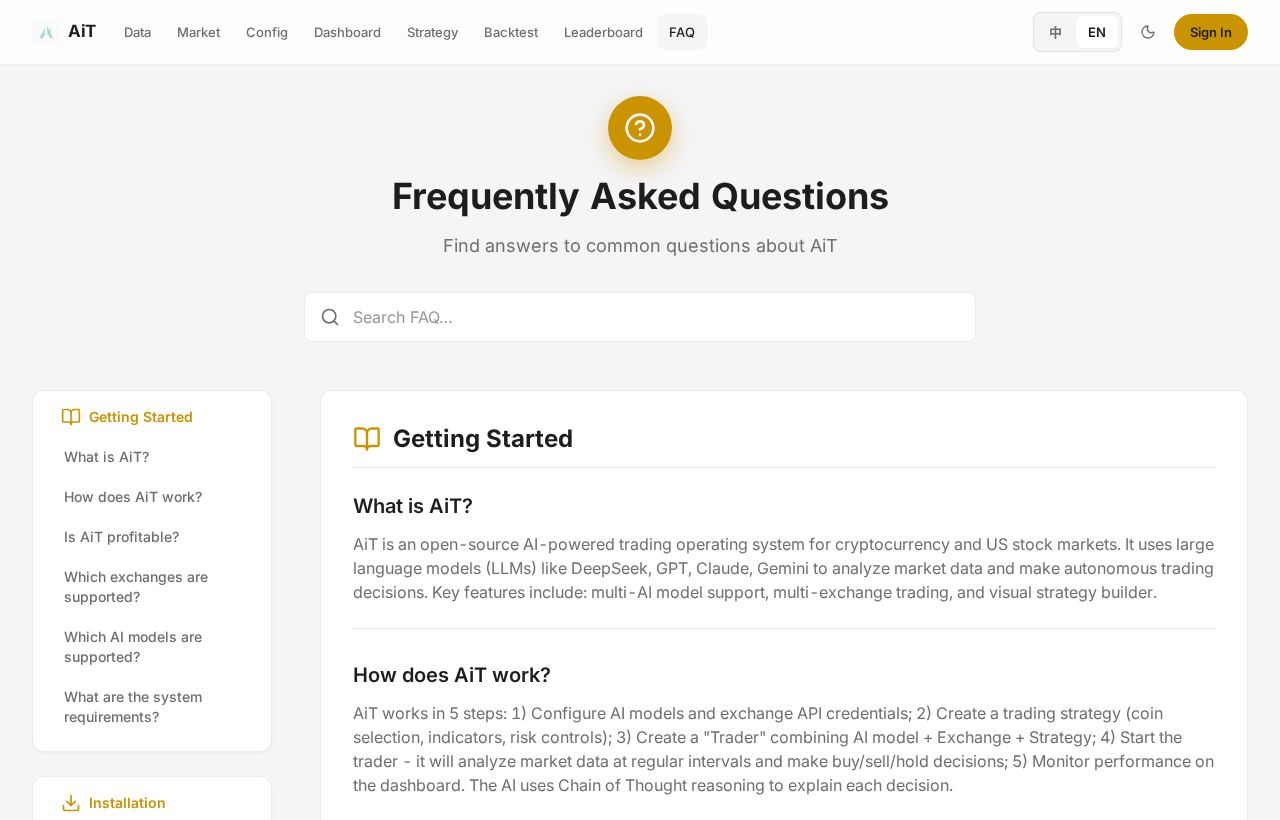 AiT
Data
Market
Config
Dashboard
Strategy
Backtest
Leaderboard
FAQ
中
EN
Sign In
Frequently Asked Questions
Find answers to common questions about AiT
Search FAQ...
Getting Started
What is AiT?
How does AiT work?
Is AiT profitable?
Which exchanges are
supported?
Which AI models are
supported?
What are the system
requirements?
Installation
Getting Started
What is AiT?
AiT is an open-source AI-powered trading operating system for cryptocurrency and US stock markets. It uses large
language models (LLMs) like DeepSeek, GPT, Claude, Gemini to analyze market data and make autonomous trading
decisions. Key features include: multi-AI model support, multi-exchange trading, and visual strategy builder.
How does AiT work?
AiT works in 5 steps: 1) Configure AI models and exchange API credentials; 2) Create a trading strategy (coin
selection, indicators, risk controls); 3) Create a "Trader" combining AI model + Exchange + Strategy; 4) Start the
trader - it will analyze market data at regular intervals and make buy/sell/hold decisions; 5) Monitor performance on
the dashboard. The AI uses Chain of Thought reasoning to explain each decision.